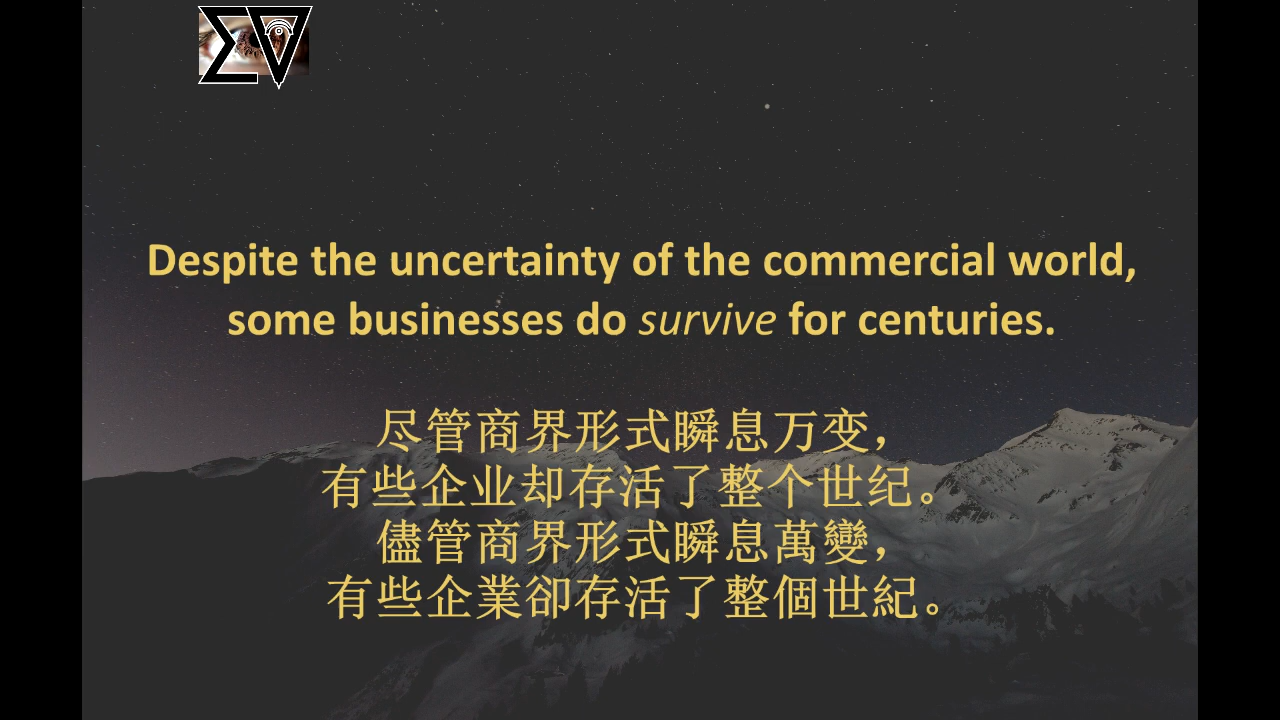 Despite the uncertainty of the commercial world,
some businesses do survive for centuries.
尽管商界形式瞬息万变，
有些企业却存活了整个世纪。
儘管商界形式瞬息萬變，
有些企業卻存活了整個世紀。